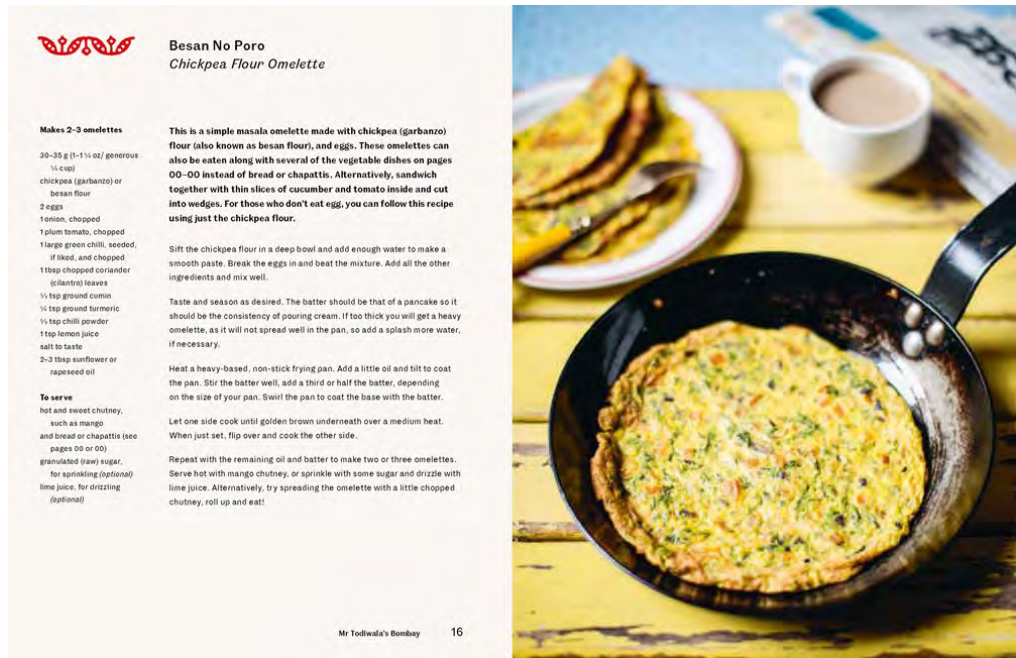 Besan No Poro
Chickpea Flour Omelette
Makes 2–3 omelettes
30–35 g (1–1 ¼ oz/ generous
¼ cup)
chickpea (garbanzo) or
besan flour
2 eggs
1 onion, chopped
1 plum tomato, chopped
1 large green chilli, seeded,
if liked, and chopped
1 tbsp chopped coriander
(cilantro) leaves
½ tsp ground cumin
¼ tsp ground turmeric
½ tsp chilli powder
1 tsp lemon juice
salt to taste
2–3 tbsp sunflower or
rapeseed oil
To serve
hot and sweet chutney,
such as mango
and bread or chapattis (see
pages 00 or 00)
granulated (raw) sugar,
for sprinkling (optional)
lime juice, for drizzling
(optional)
This is a simple masala omelette made with chickpea (garbanzo)
flour (also known as besan flour), and eggs. These omelettes can
also be eaten along with several of the vegetable dishes on pages
00–00 instead of bread or chapattis. Alternatively, sandwich
together with thin slices of cucumber and tomato inside and cut
into wedges. For those who don't eat egg, you can follow this recipe
using just the chickpea flour.
Sift the chickpea flour in a deep bowl and add enough water to make a
smooth paste. Break the eggs in and beat the mixture. Add all the other
ingredients and mix well.
Taste and season as desired. The batter should be that of a pancake so it
should be the consistency of pouring cream. If too thick you will get a heavy
omelette, as it will not spread well in the pan, so add a splash more water,
if necessary.
Heat a heavy-based, non-stick frying pan. Add a little oil and tilt to coat
the pan. Stir the batter well, add a third or half the batter, depending
on the size of your pan. Swirl the pan to coat the base with the batter.
Let one side cook until golden brown underneath over a medium heat.
When just set, flip over and cook the other side.
Repeat with the remaining oil and batter to make two or three omelettes.
Serve hot with mango chutney, or sprinkle with some sugar and drizzle with
lime juice. Alternatively, try spreading the omelette with a little chopped
chutney, roll up and eat!
Mr Todiwala's Bombay 16